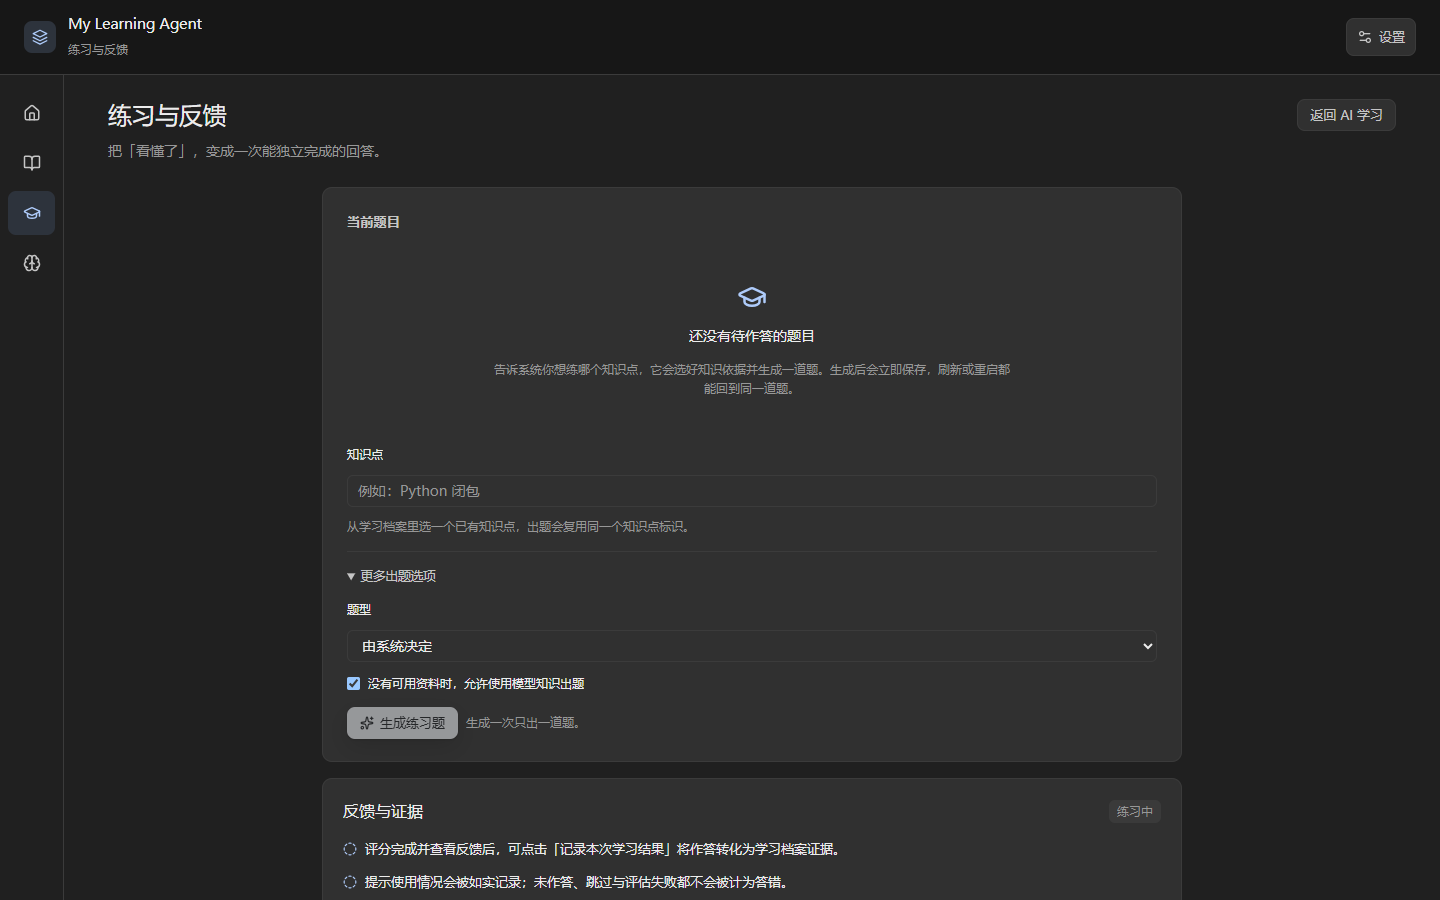 My Learning Agent
练习与反馈
设置
练习与反馈
返回 AI 学习
把「看懂了」，变成一次能独立完成的回答。
当前题目
还没有待作答的题目
告诉系统你想练哪个知识点，它会选好知识依据并生成一道题。生成后会立即保存，刷新或重启都
能回到同一道题。
知识点
例如：Python 闭包
从学习档案里选一个已有知识点，出题会复用同一个知识点标识。
▼ 更多出题选项
题型
由系统决定
没有可用资料时，允许使用模型知识出题
生成练习题
生成一次只出一道题。
反馈与证据
练习中
评分完成并查看反馈后，可点击「记录本次学习结果」将作答转化为学习档案证据。
提示使用情况会被如实记录；未作答、跳过与评估失败都不会被计为答错。